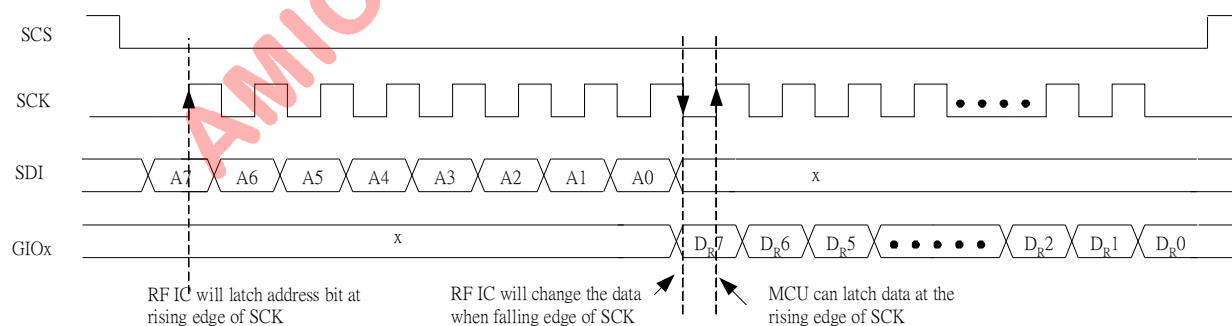 SCS
AMIC
SCK
SDI A7 A6 A5 A4 A3 A2 A1 A0 x
GIOx x DR7 DR6 DR5 DR2 DR1 DR0
RF IC will latch address bit at
rising edge of SCK
RF IC will change the data
when falling edge of SCK
MCU can latch data at the
rising edge of SCK